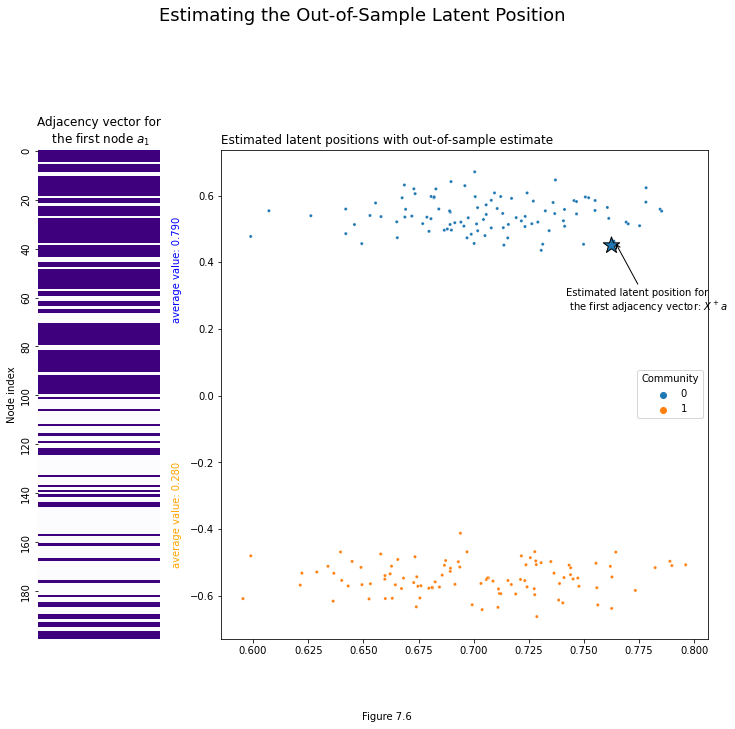 Estimating the Out-of-Sample Latent Position
Adjacency vector for
the first node a₁
Node index
0
20
40
60
80
100
120
140
160
180
average value: 0.790
average value: 0.280
Estimated latent positions with out-of-sample estimate
0.6
0.4
0.2
0.0
−0.2
−0.4
−0.6
Estimated latent position for
the first adjacency vector: X⁺a
Community
0
1
0.600
0.625
0.650
0.675
0.700
0.725
0.750
0.775
0.800
Figure 7.6